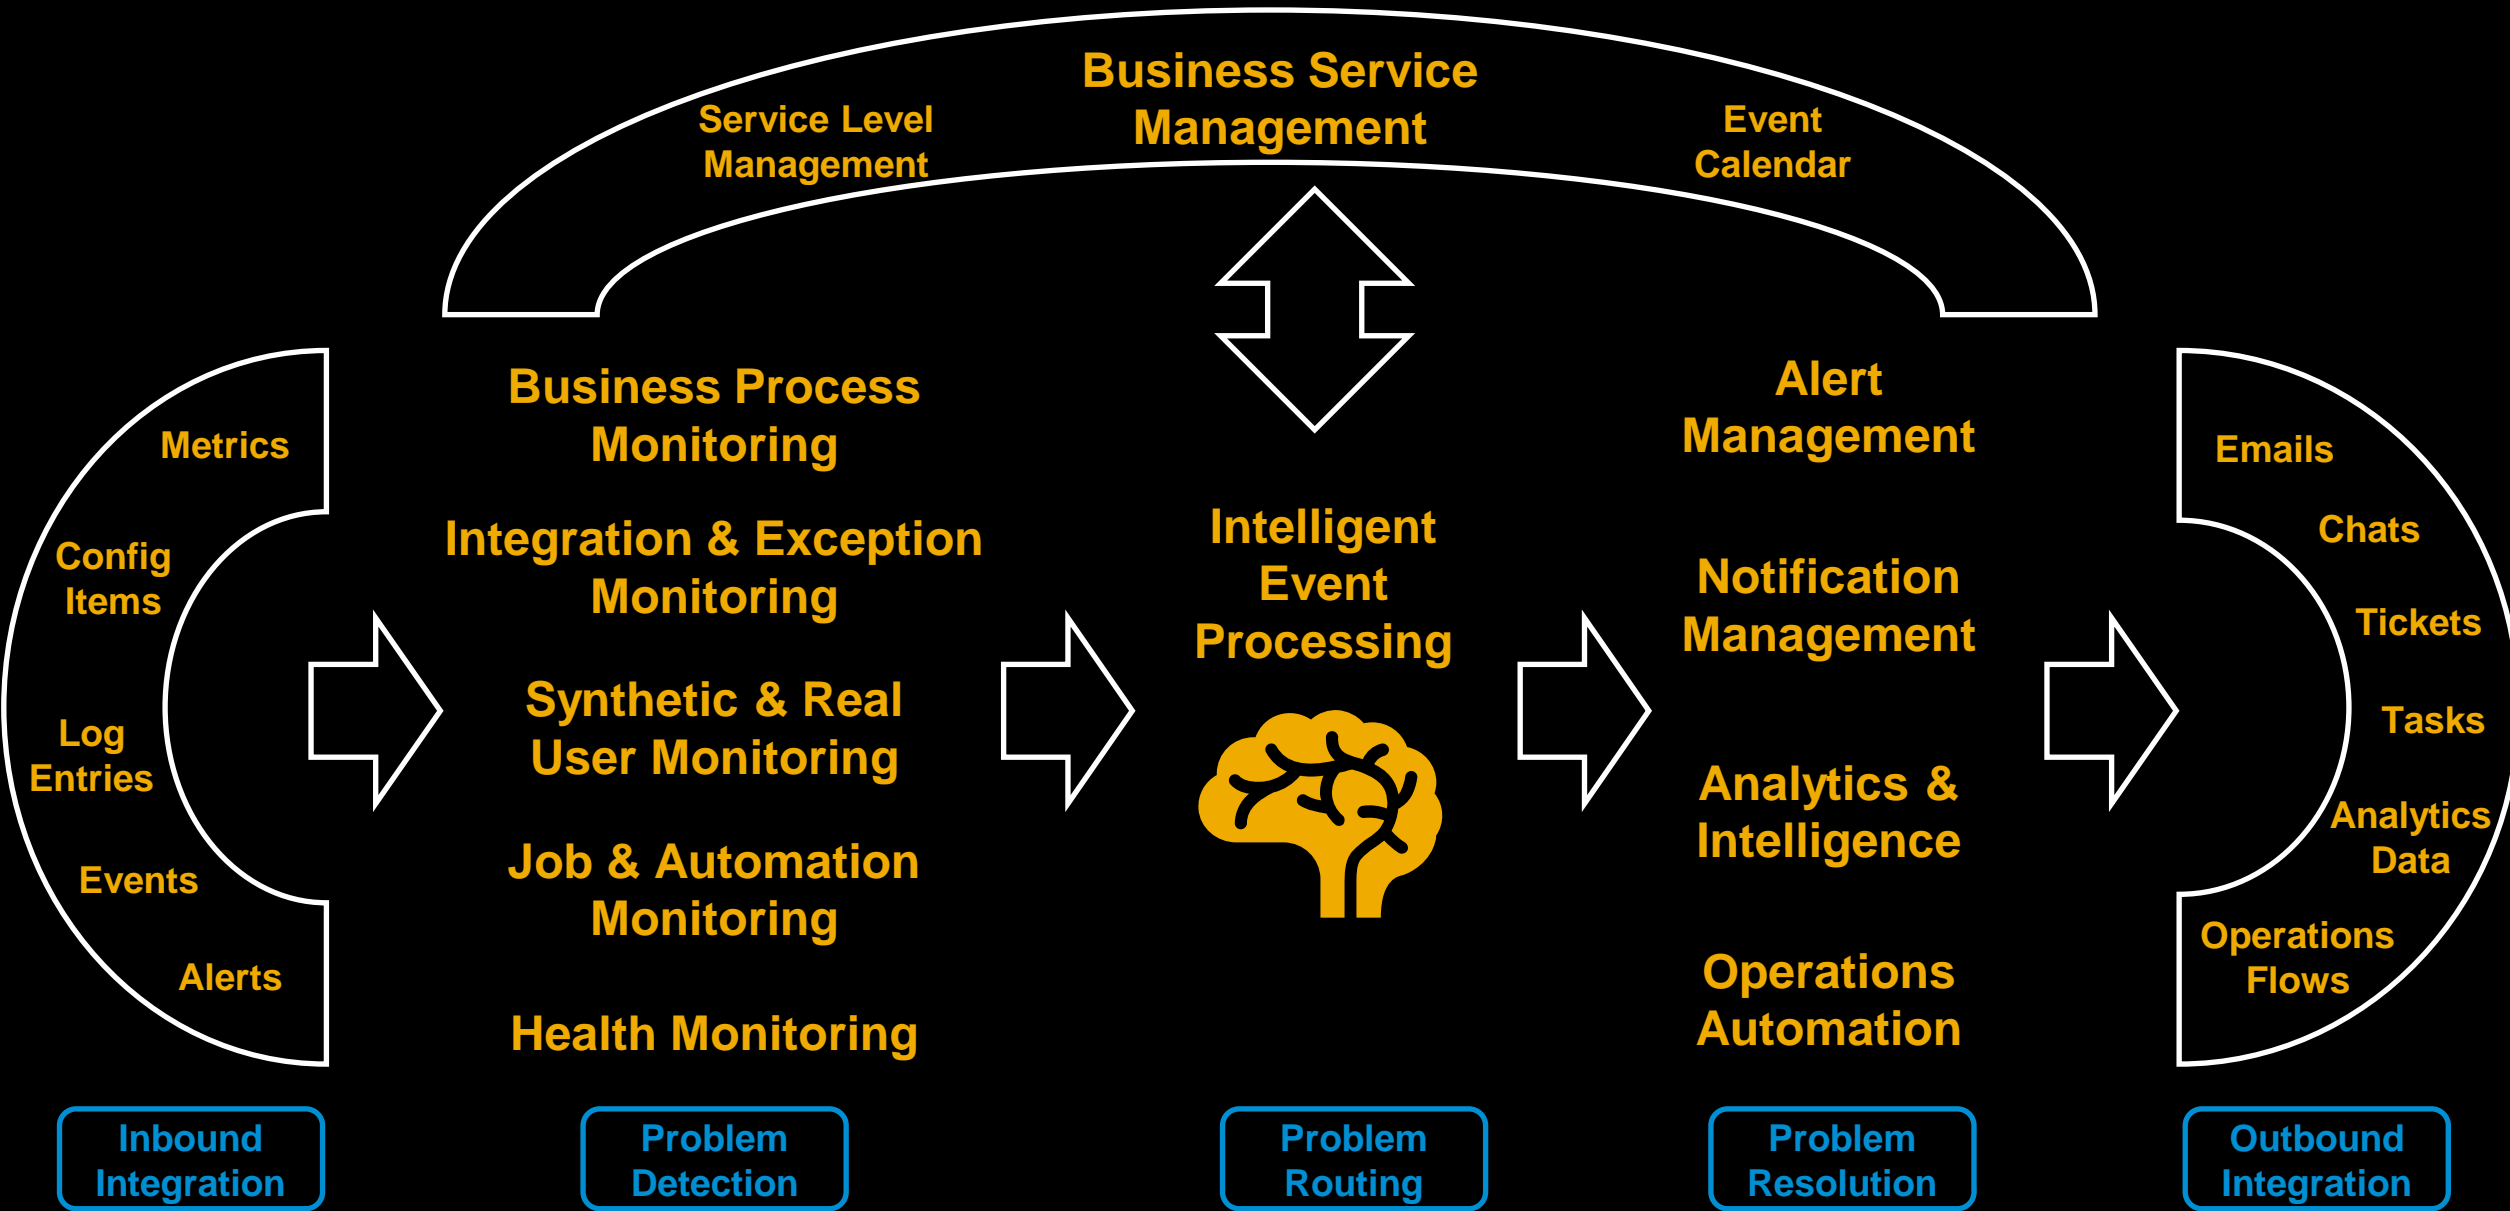 Business Service
Management
Service Level
Management
Event
Calendar
Metrics
Config
Items
Log
Entries
Events
Alerts
Business Process
Monitoring
Integration & Exception
Monitoring
Synthetic & Real
User Monitoring
Job & Automation
Monitoring
Health Monitoring
Intelligent
Event
Processing
Alert
Management
Notification
Management
Analytics &
Intelligence
Operations
Automation
Emails
Chats
Tickets
Tasks
Analytics
Data
Operations
Flows
Inbound
Integration
Problem
Detection
Problem
Routing
Problem
Resolution
Outbound
Integration